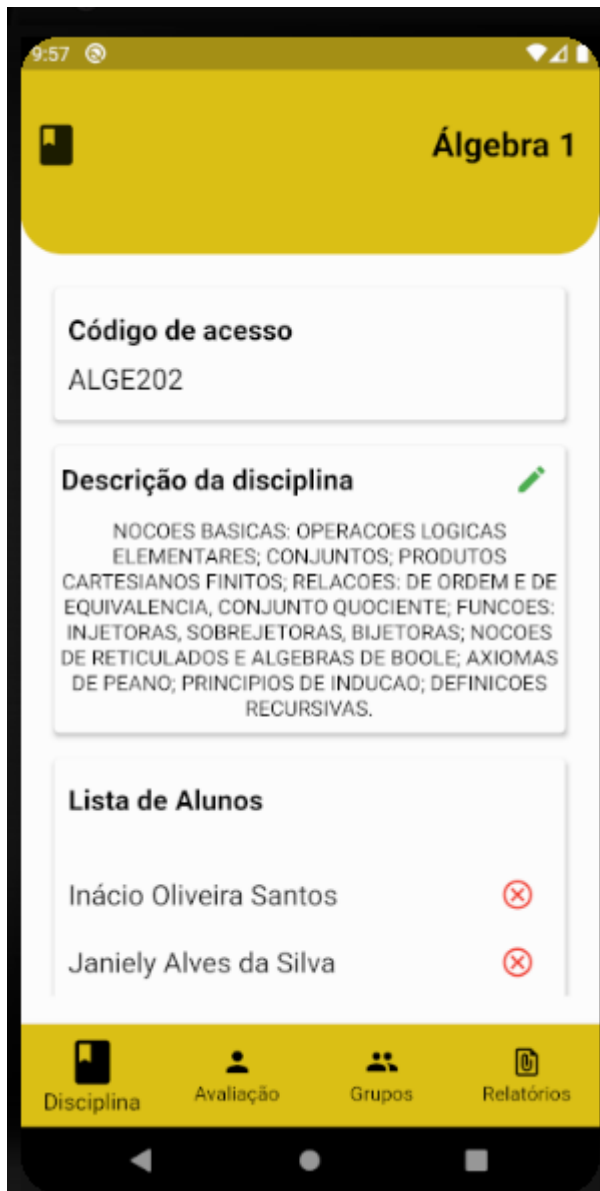 9:57
Álgebra 1
Código de acesso
ALGE202
Descrição da disciplina
NOCOES BASICAS: OPERACOES LOGICAS
ELEMENTARES; CONJUNTOS; PRODUTOS
CARTESIANOS FINITOS; RELACOES: DE ORDEM E DE
EQUIVALENCIA, CONJUNTO QUOCIENTE; FUNCOES:
INJETORAS, SOBREJETORAS, BIJETORAS; NOCOES
DE RETICULADOS E ALGEBRAS DE BOOLE; AXIOMAS
DE PEANO; PRINCIPIOS DE INDUCAO; DEFINICOES
RECURSIVAS.
Lista de Alunos
Inácio Oliveira Santos
Janiely Alves da Silva
Disciplina
Avaliação
Grupos
Relatórios